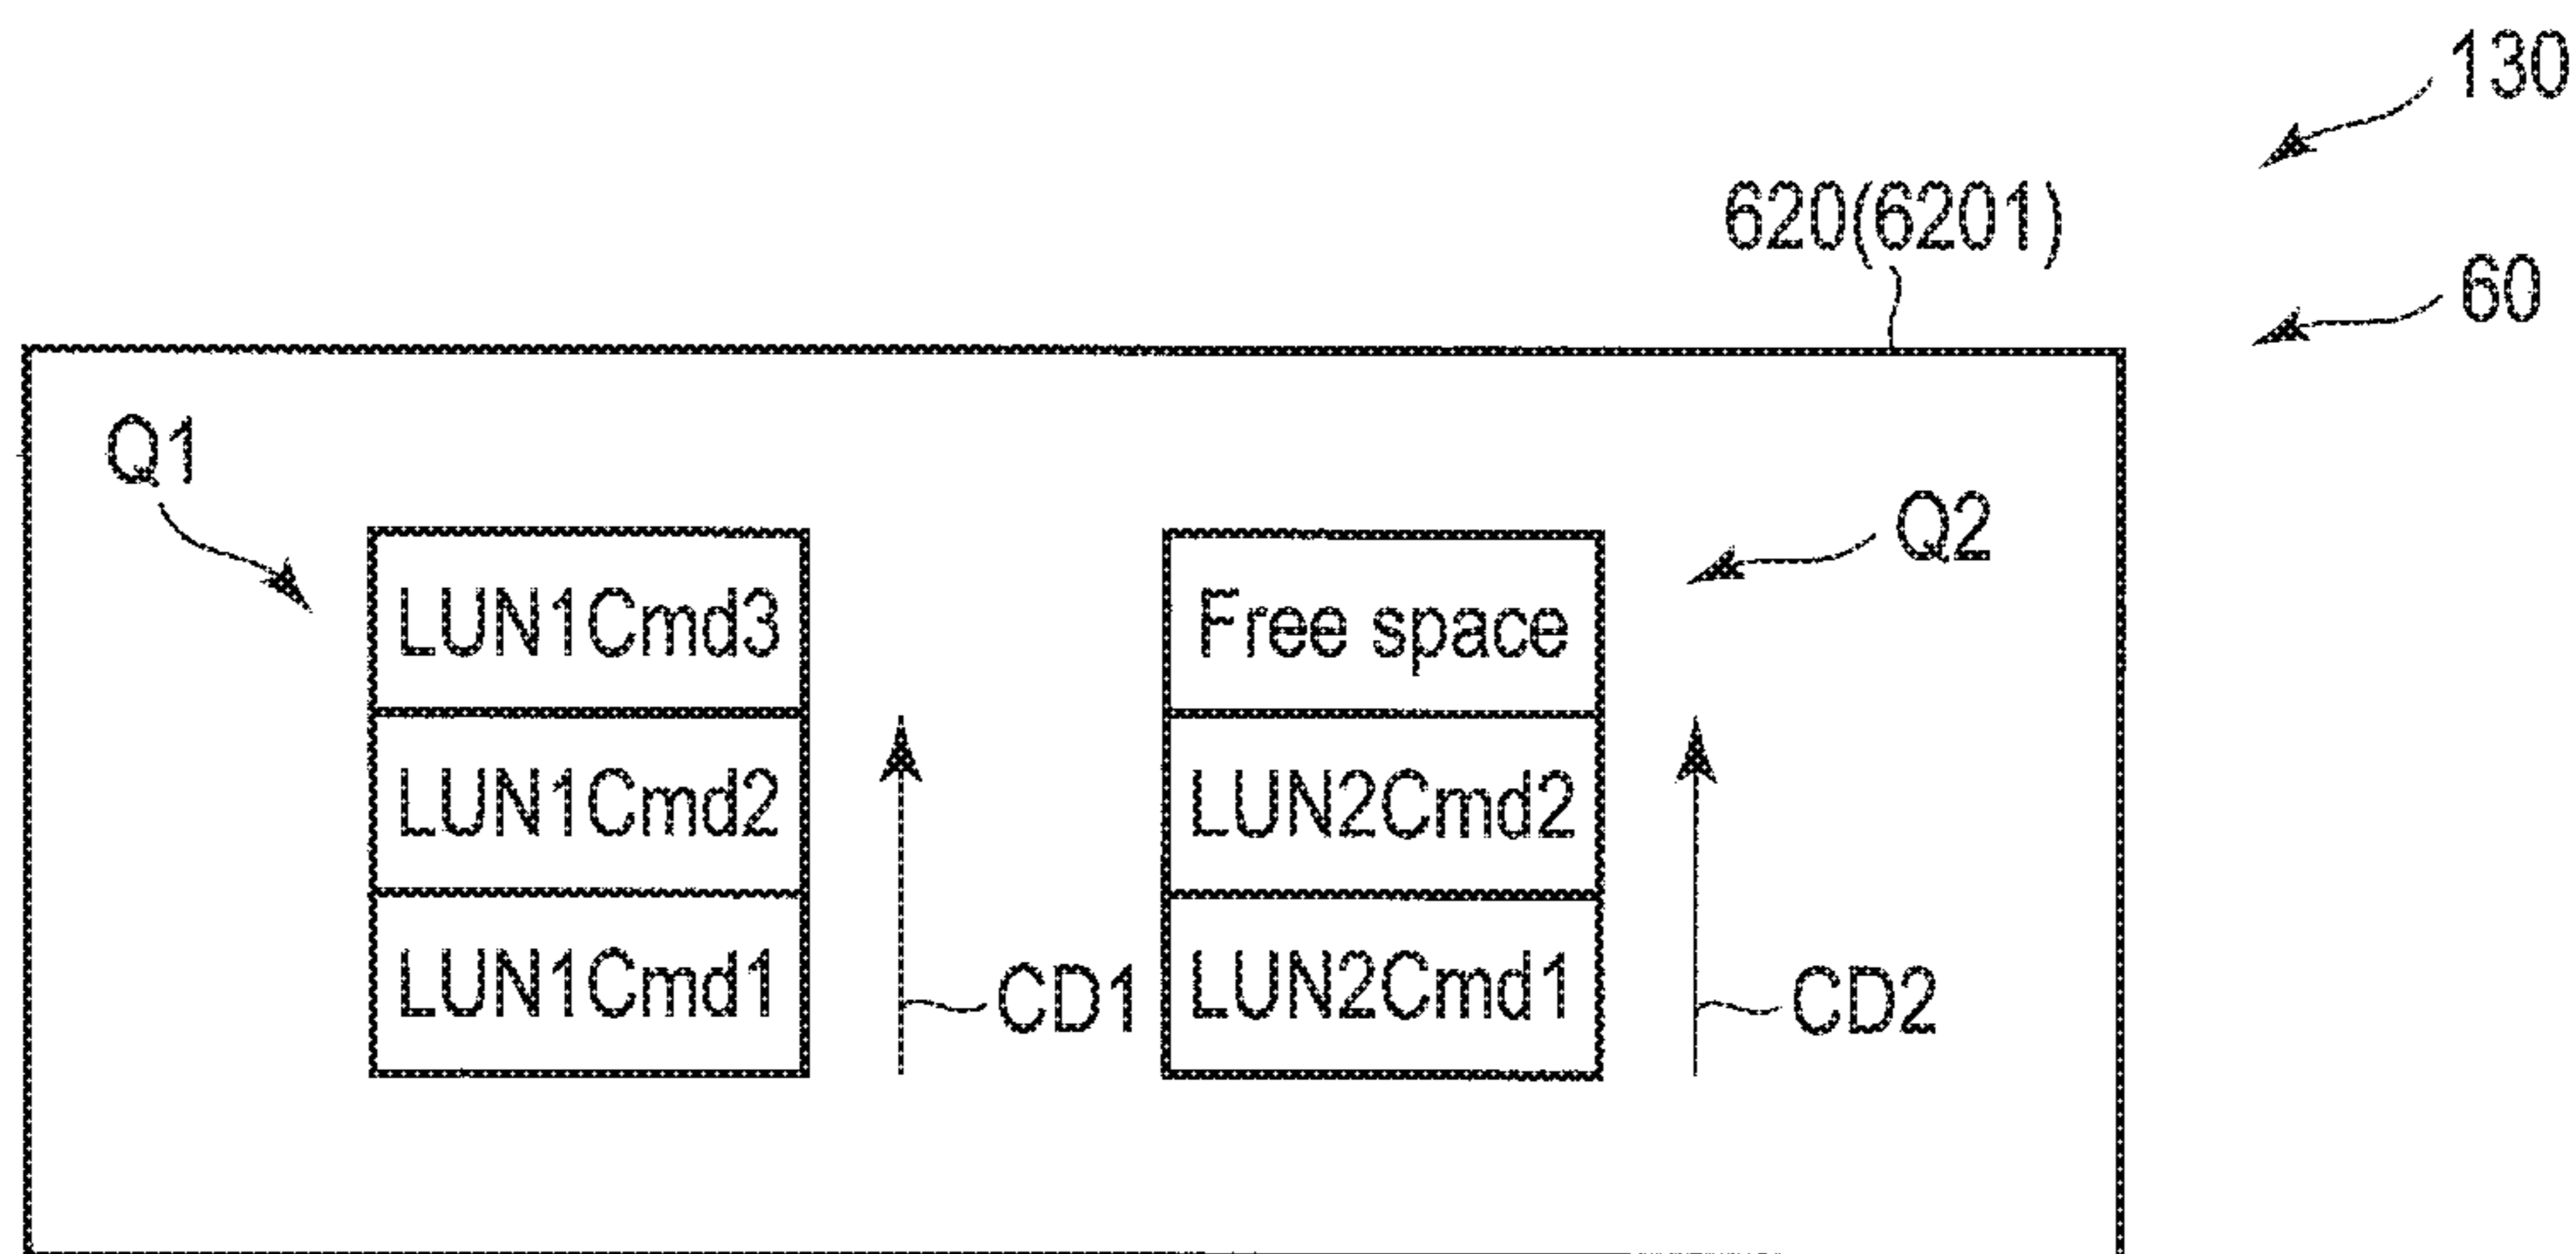 130
620(6201)
60
Q1
Q2
LUN1Cmd3
Free space
LUN1Cmd2
LUN2Cmd2
LUN1Cmd1
CD1
LUN2Cmd1
CD2